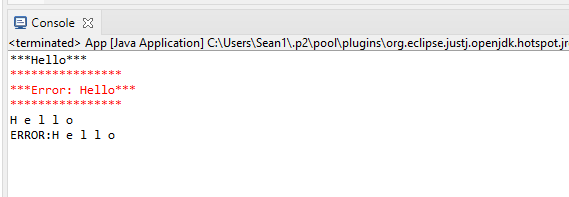 Console
<terminated> App [Java Application] C:\Users\Sean1\.p2\pool\plugins\org.eclipse.justj.openjdk.hotspot.jr
***Hello***
****************
***Error: Hello***
****************
H e l l o
ERROR:H e l l o